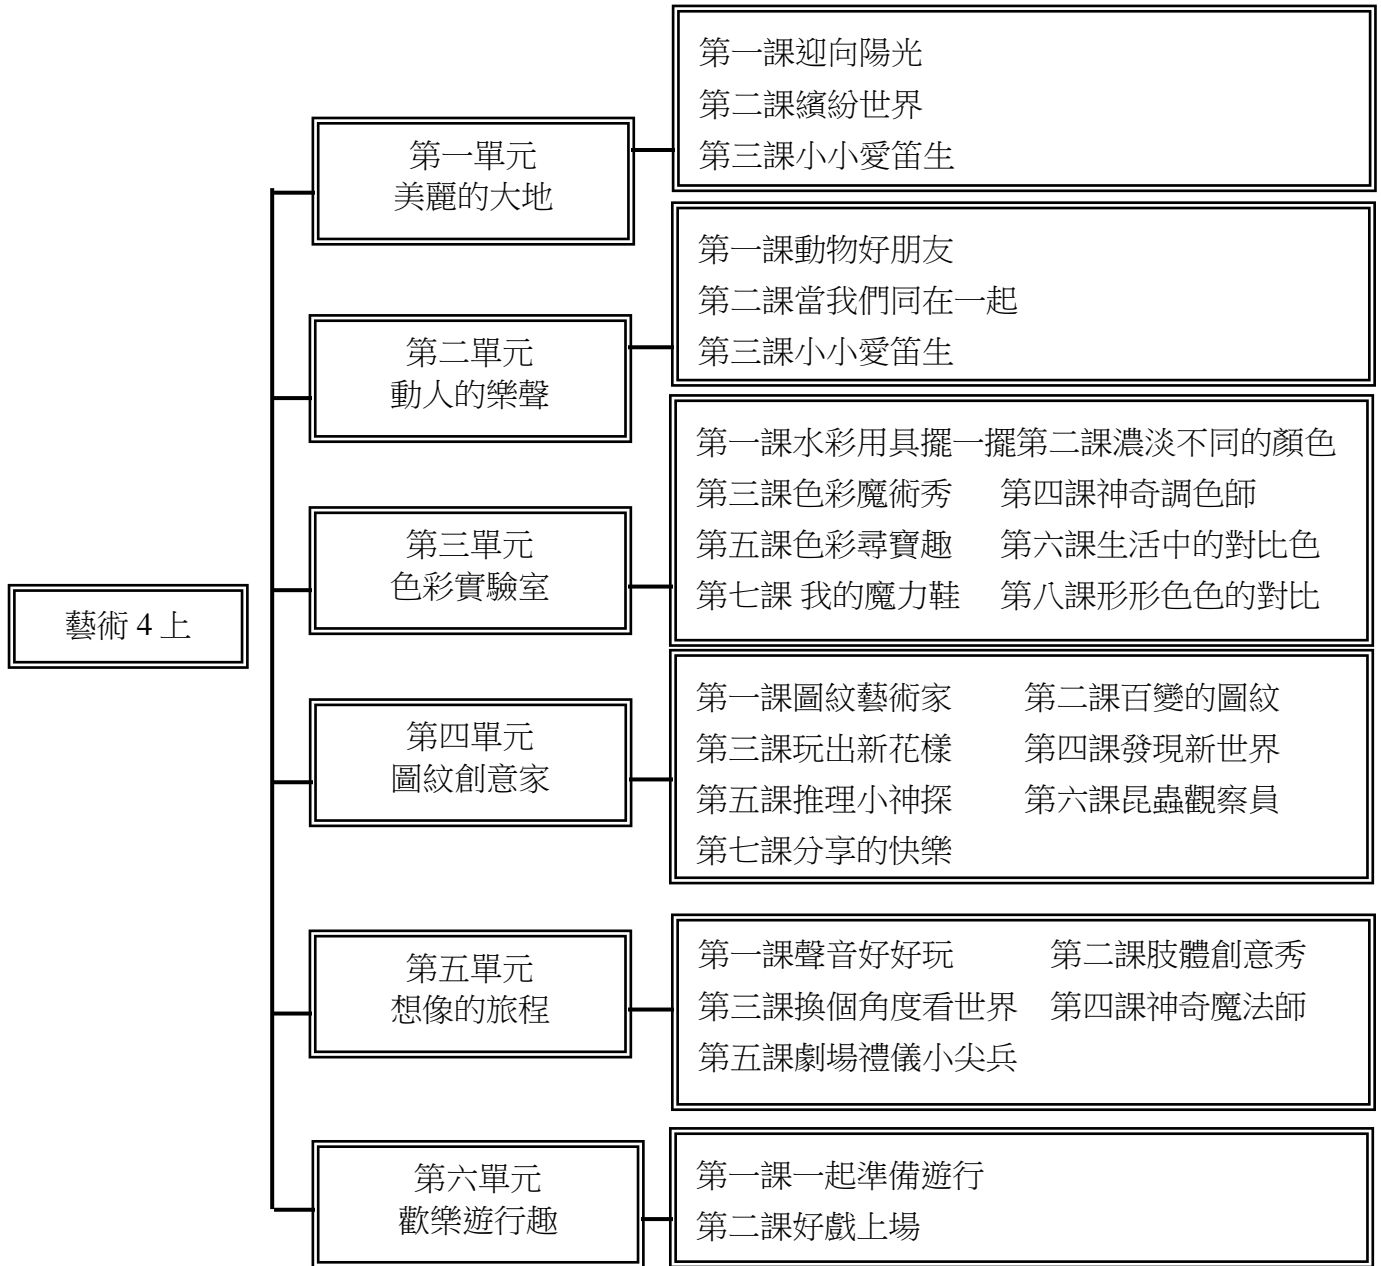 藝術 4 上
第一單元
美麗的大地
第一課迎向陽光
第二課繽紛世界
第三課小小愛笛生
第二單元
動人的樂聲
第一課動物好朋友
第二課當我們同在一起
第三課小小愛笛生
第三單元
色彩實驗室
第一課水彩用具擺一擺第二課濃淡不同的顏色
第三課色彩魔術秀 第四課神奇調色師
第五課色彩尋寶趣 第六課生活中的對比色
第七課 我的魔力鞋 第八課形形色色的對比
第四單元
圖紋創意家
第一課圖紋藝術家 第二課百變的圖紋
第三課玩出新花樣 第四課發現新世界
第五課推理小神探 第六課昆蟲觀察員
第七課分享的快樂
第五單元
想像的旅程
第一課聲音好好玩 第二課肢體創意秀
第三課換個角度看世界 第四課神奇魔法師
第五課劇場禮儀小尖兵
第六單元
歡樂遊行趣
第一課一起準備遊行
第二課好戲上場